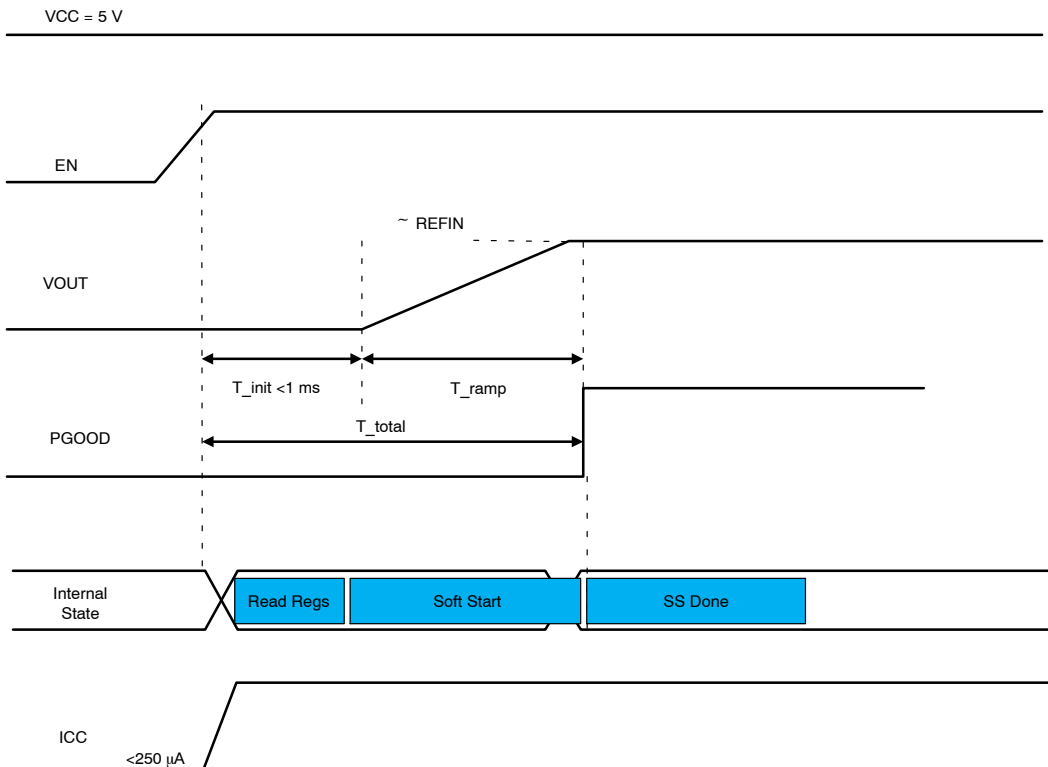 VCC = 5 V
EN
~ REFIN
VOUT
T_init <1 ms
T_ramp
T_total
PGOOD
Internal
State
Read Regs
Soft Start
SS Done
ICC
<250 µA